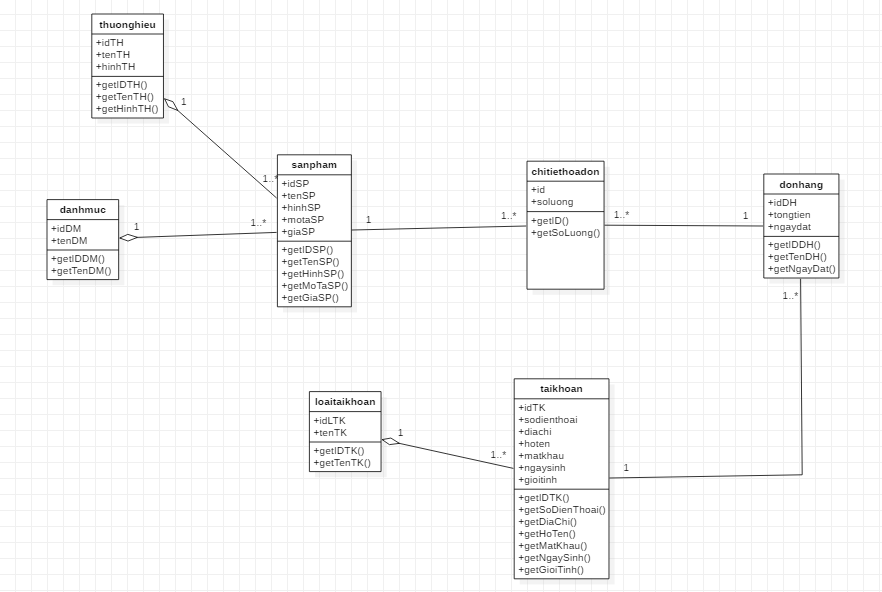 thuonghieu
+idTH
+tenTH
+hinhTH
+getIDTH()
+getTenTH()
+getHinhTH()
1
1..*
sanpham
+idSP
+tenSP
+hinhSP
+motaSP
+giaSP
+getIDSP()
+getTenSP()
+getHinhSP()
+getMoTaSP()
+getGiaSP()
danhmuc
+idDM
+tenDM
+getIDDM()
+getTenDM()
1
1..*
1
1..*
chitiethoadon
+id
+soluong
+getID()
+getSoLuong()
1..*
1
donhang
+idDH
+tongtien
+ngaydat
+getIDDH()
+getTenDH()
+getNgayDat()
1..*
loaitaikhoan
+idLTK
+tenTK
+getIDTK()
+getTenTK()
1
1..*
taikhoan
+idTK
+sodienthoai
+diachi
+hoten
+matkhau
+ngaysinh
+gioitinh
+getIDTK()
+getSoDienThoai()
+getDiaChi()
+getHoTen()
+getMatKhau()
+getNgaySinh()
+getGioiTinh()
1